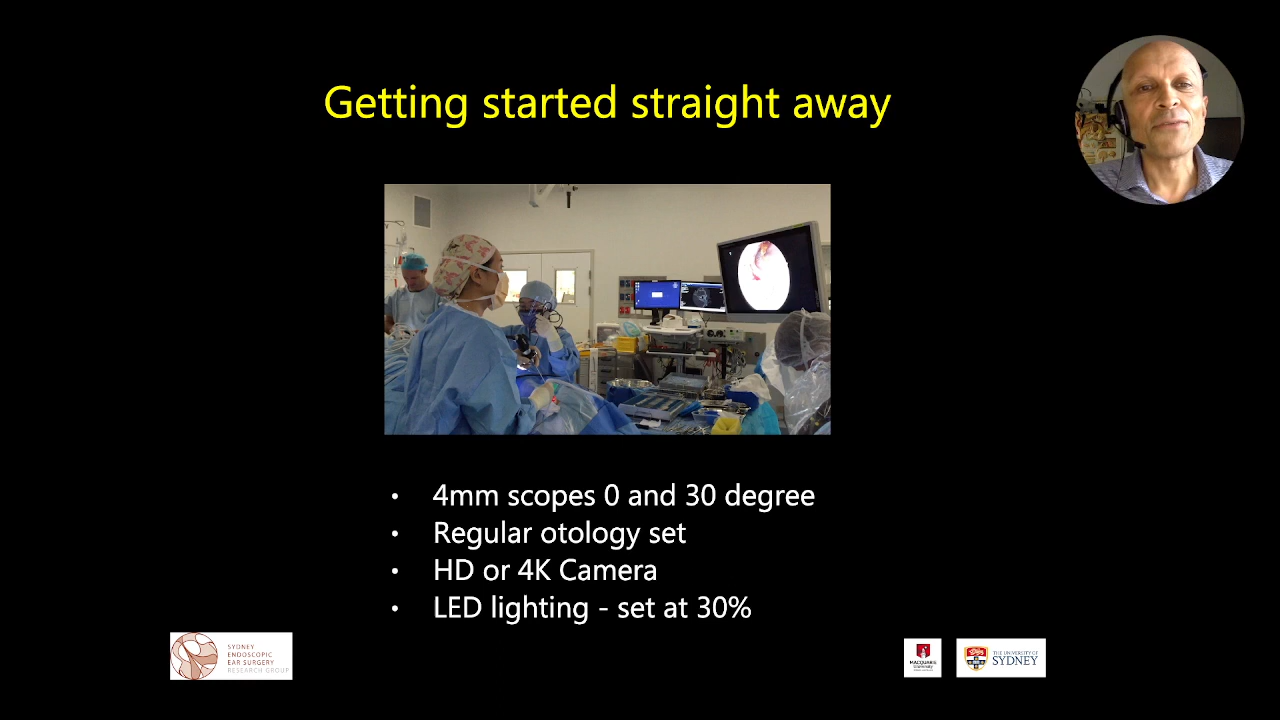 Getting started straight away
• 4mm scopes 0 and 30 degree
• Regular otology set
• HD or 4K Camera
• LED lighting - set at 30%
SYDNEY
ENDOSCOPIC
EAR SURGERY
RESEARCH GROUP
MACQUARIE
University
THE UNIVERSITY OF
SYDNEY